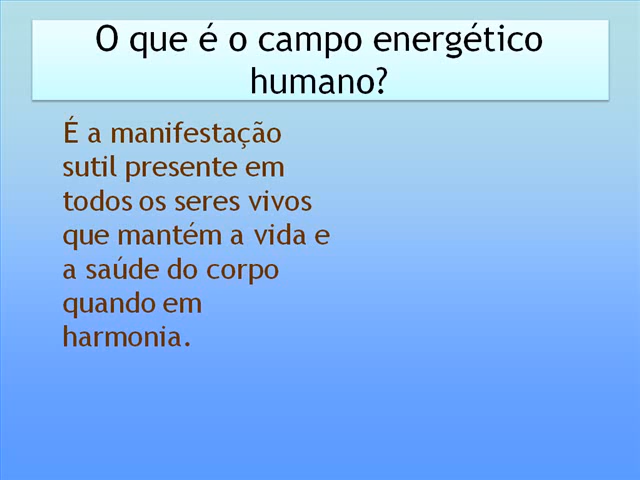 O que é o campo energético
humano?
É a manifestação
sutil presente em
todos os seres vivos
que mantém a vida e
a saúde do corpo
quando em
harmonia.